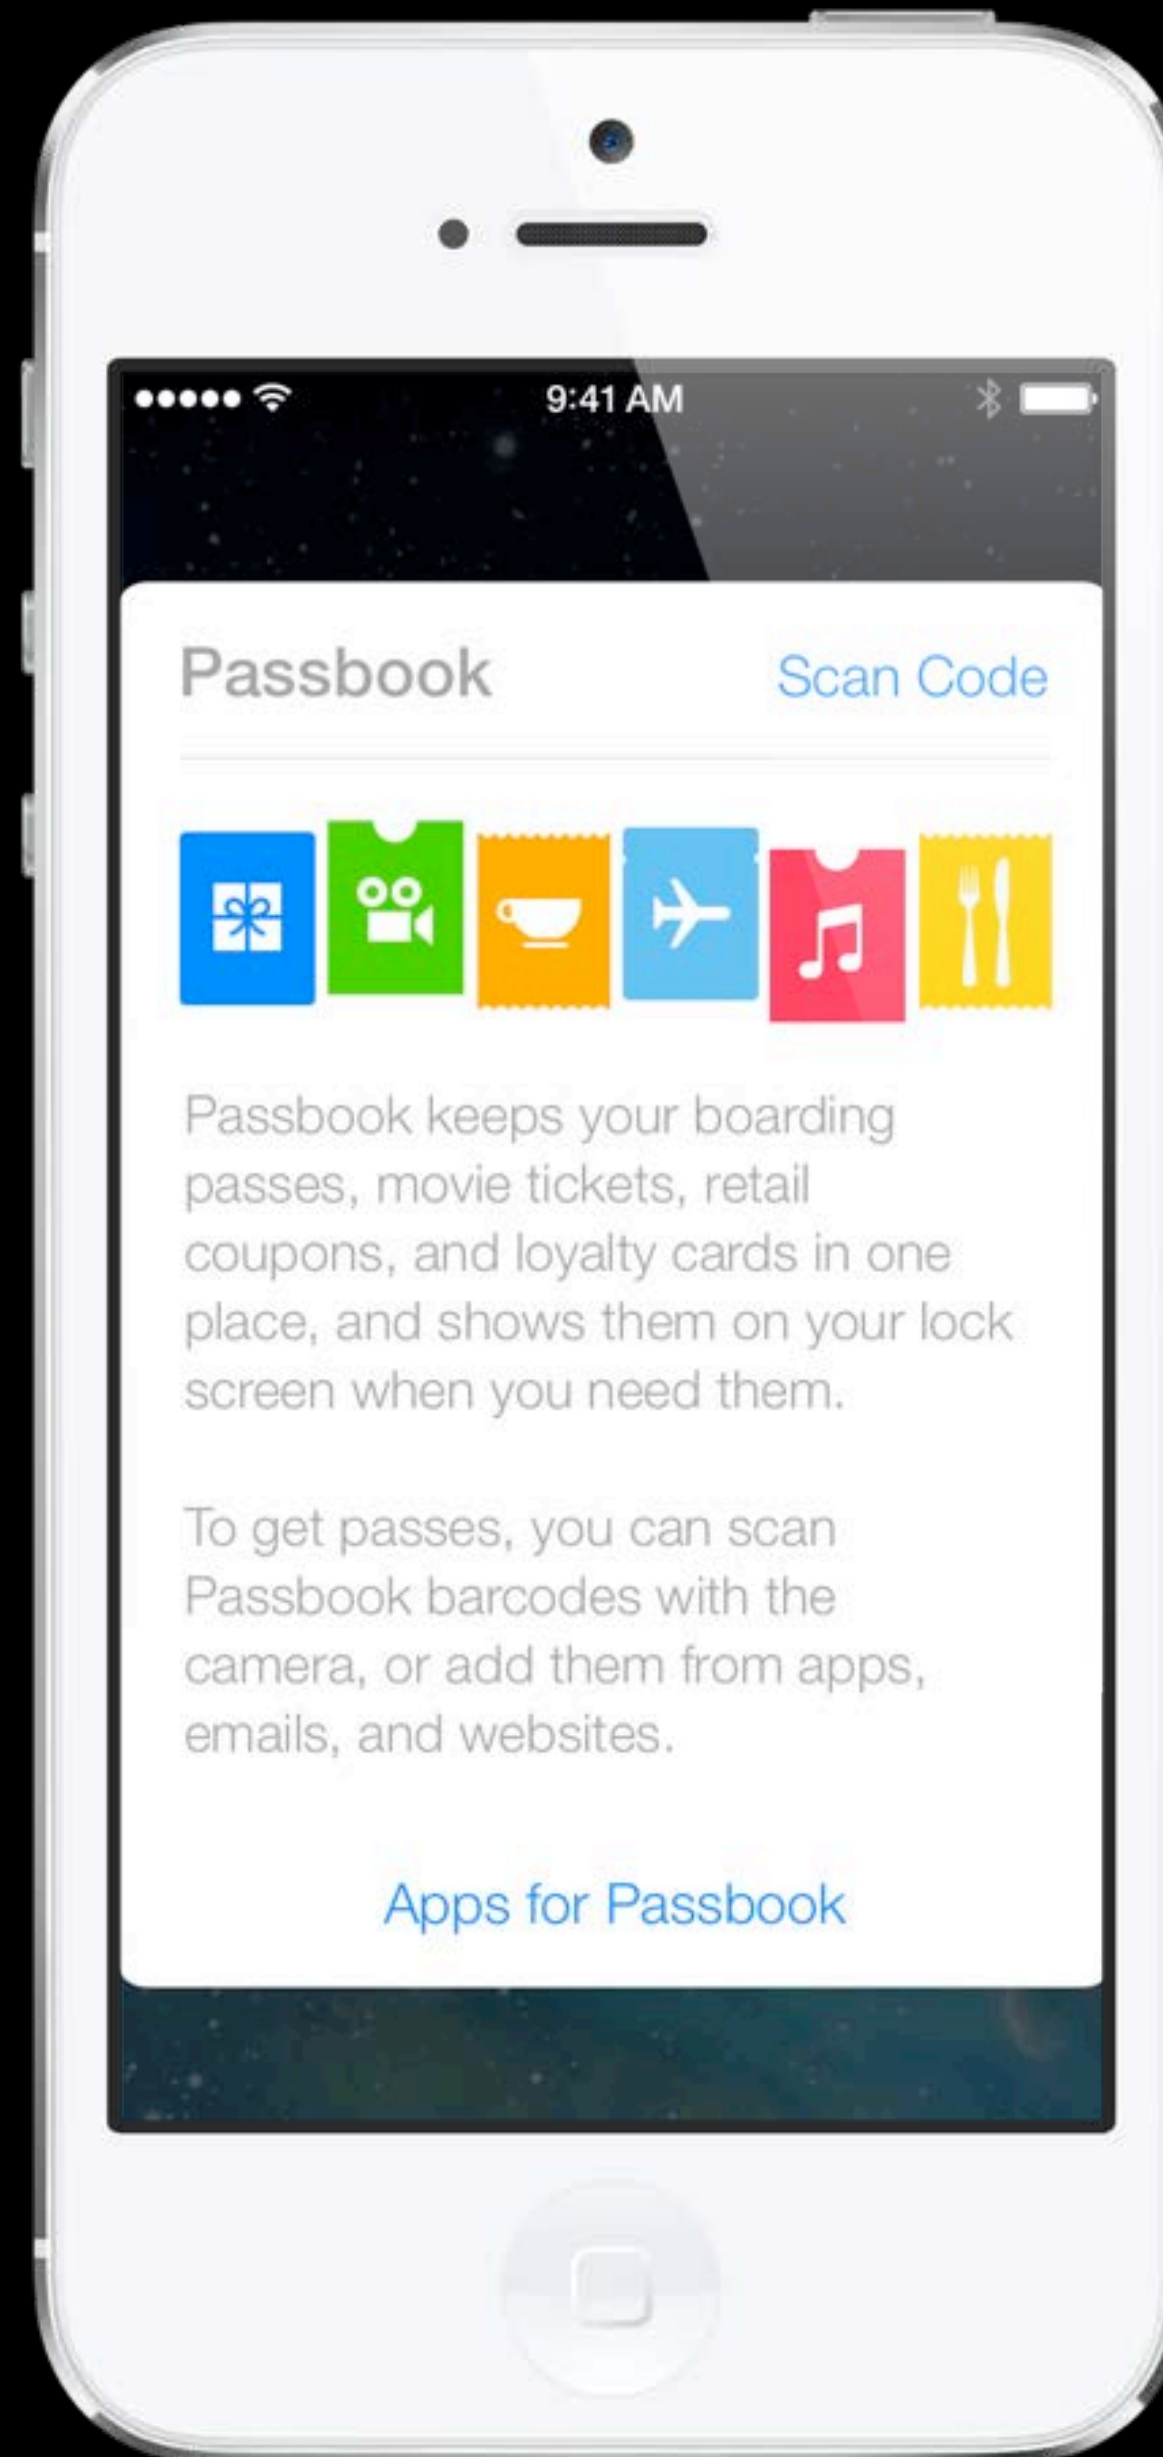 9:41 AM
Passbook
Scan Code
Passbook keeps your boarding
passes, movie tickets, retail
coupons, and loyalty cards in one
place, and shows them on your lock
screen when you need them.
To get passes, you can scan
Passbook barcodes with the
camera, or add them from apps,
emails, and websites.
Apps for Passbook